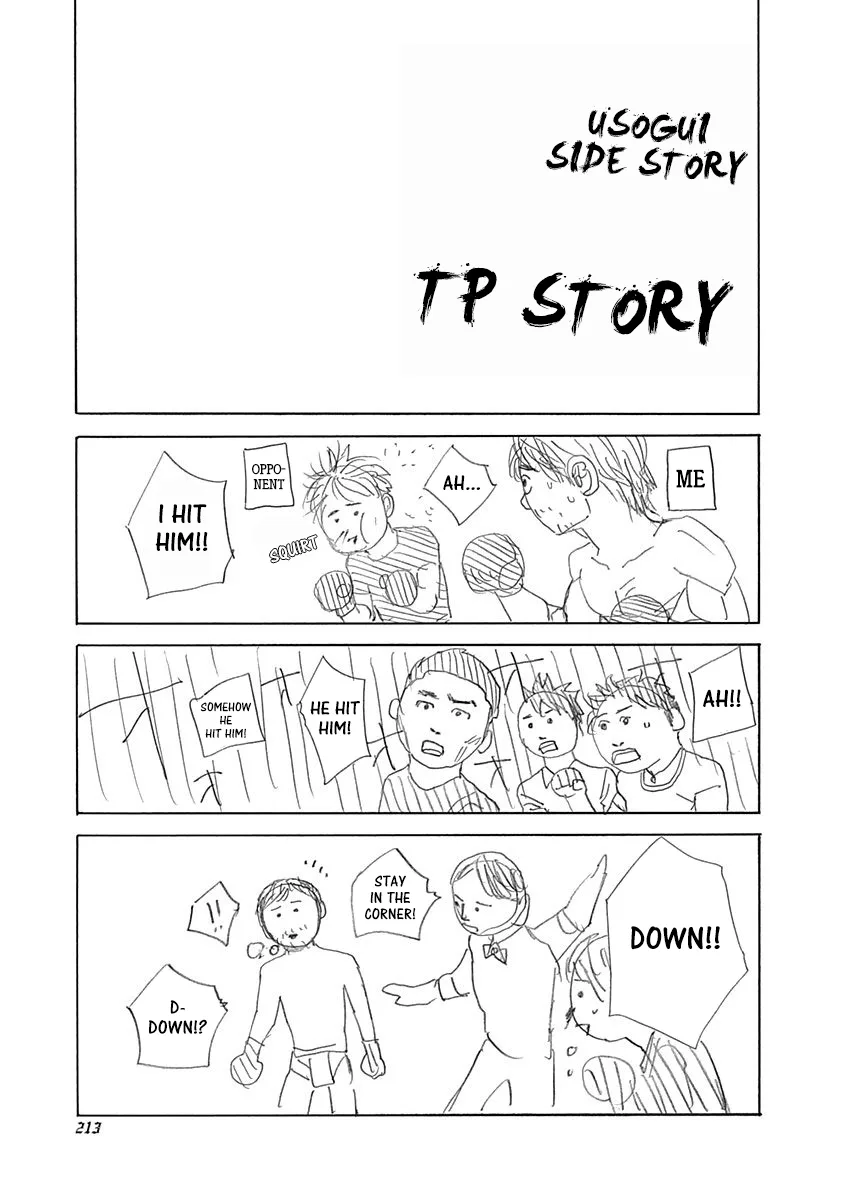 USOGUI
SIDE STORY
TP STORY
ME
AH...
OPPO-
NENT
SQUIRT
I HIT
HIM!!
AH!!
HE HIT
HIM!
SOMEHOW
HE
HIT HIM!
DOWN!!
STAY
IN THE
CORNER!
!!
D-
DOWN!?
213